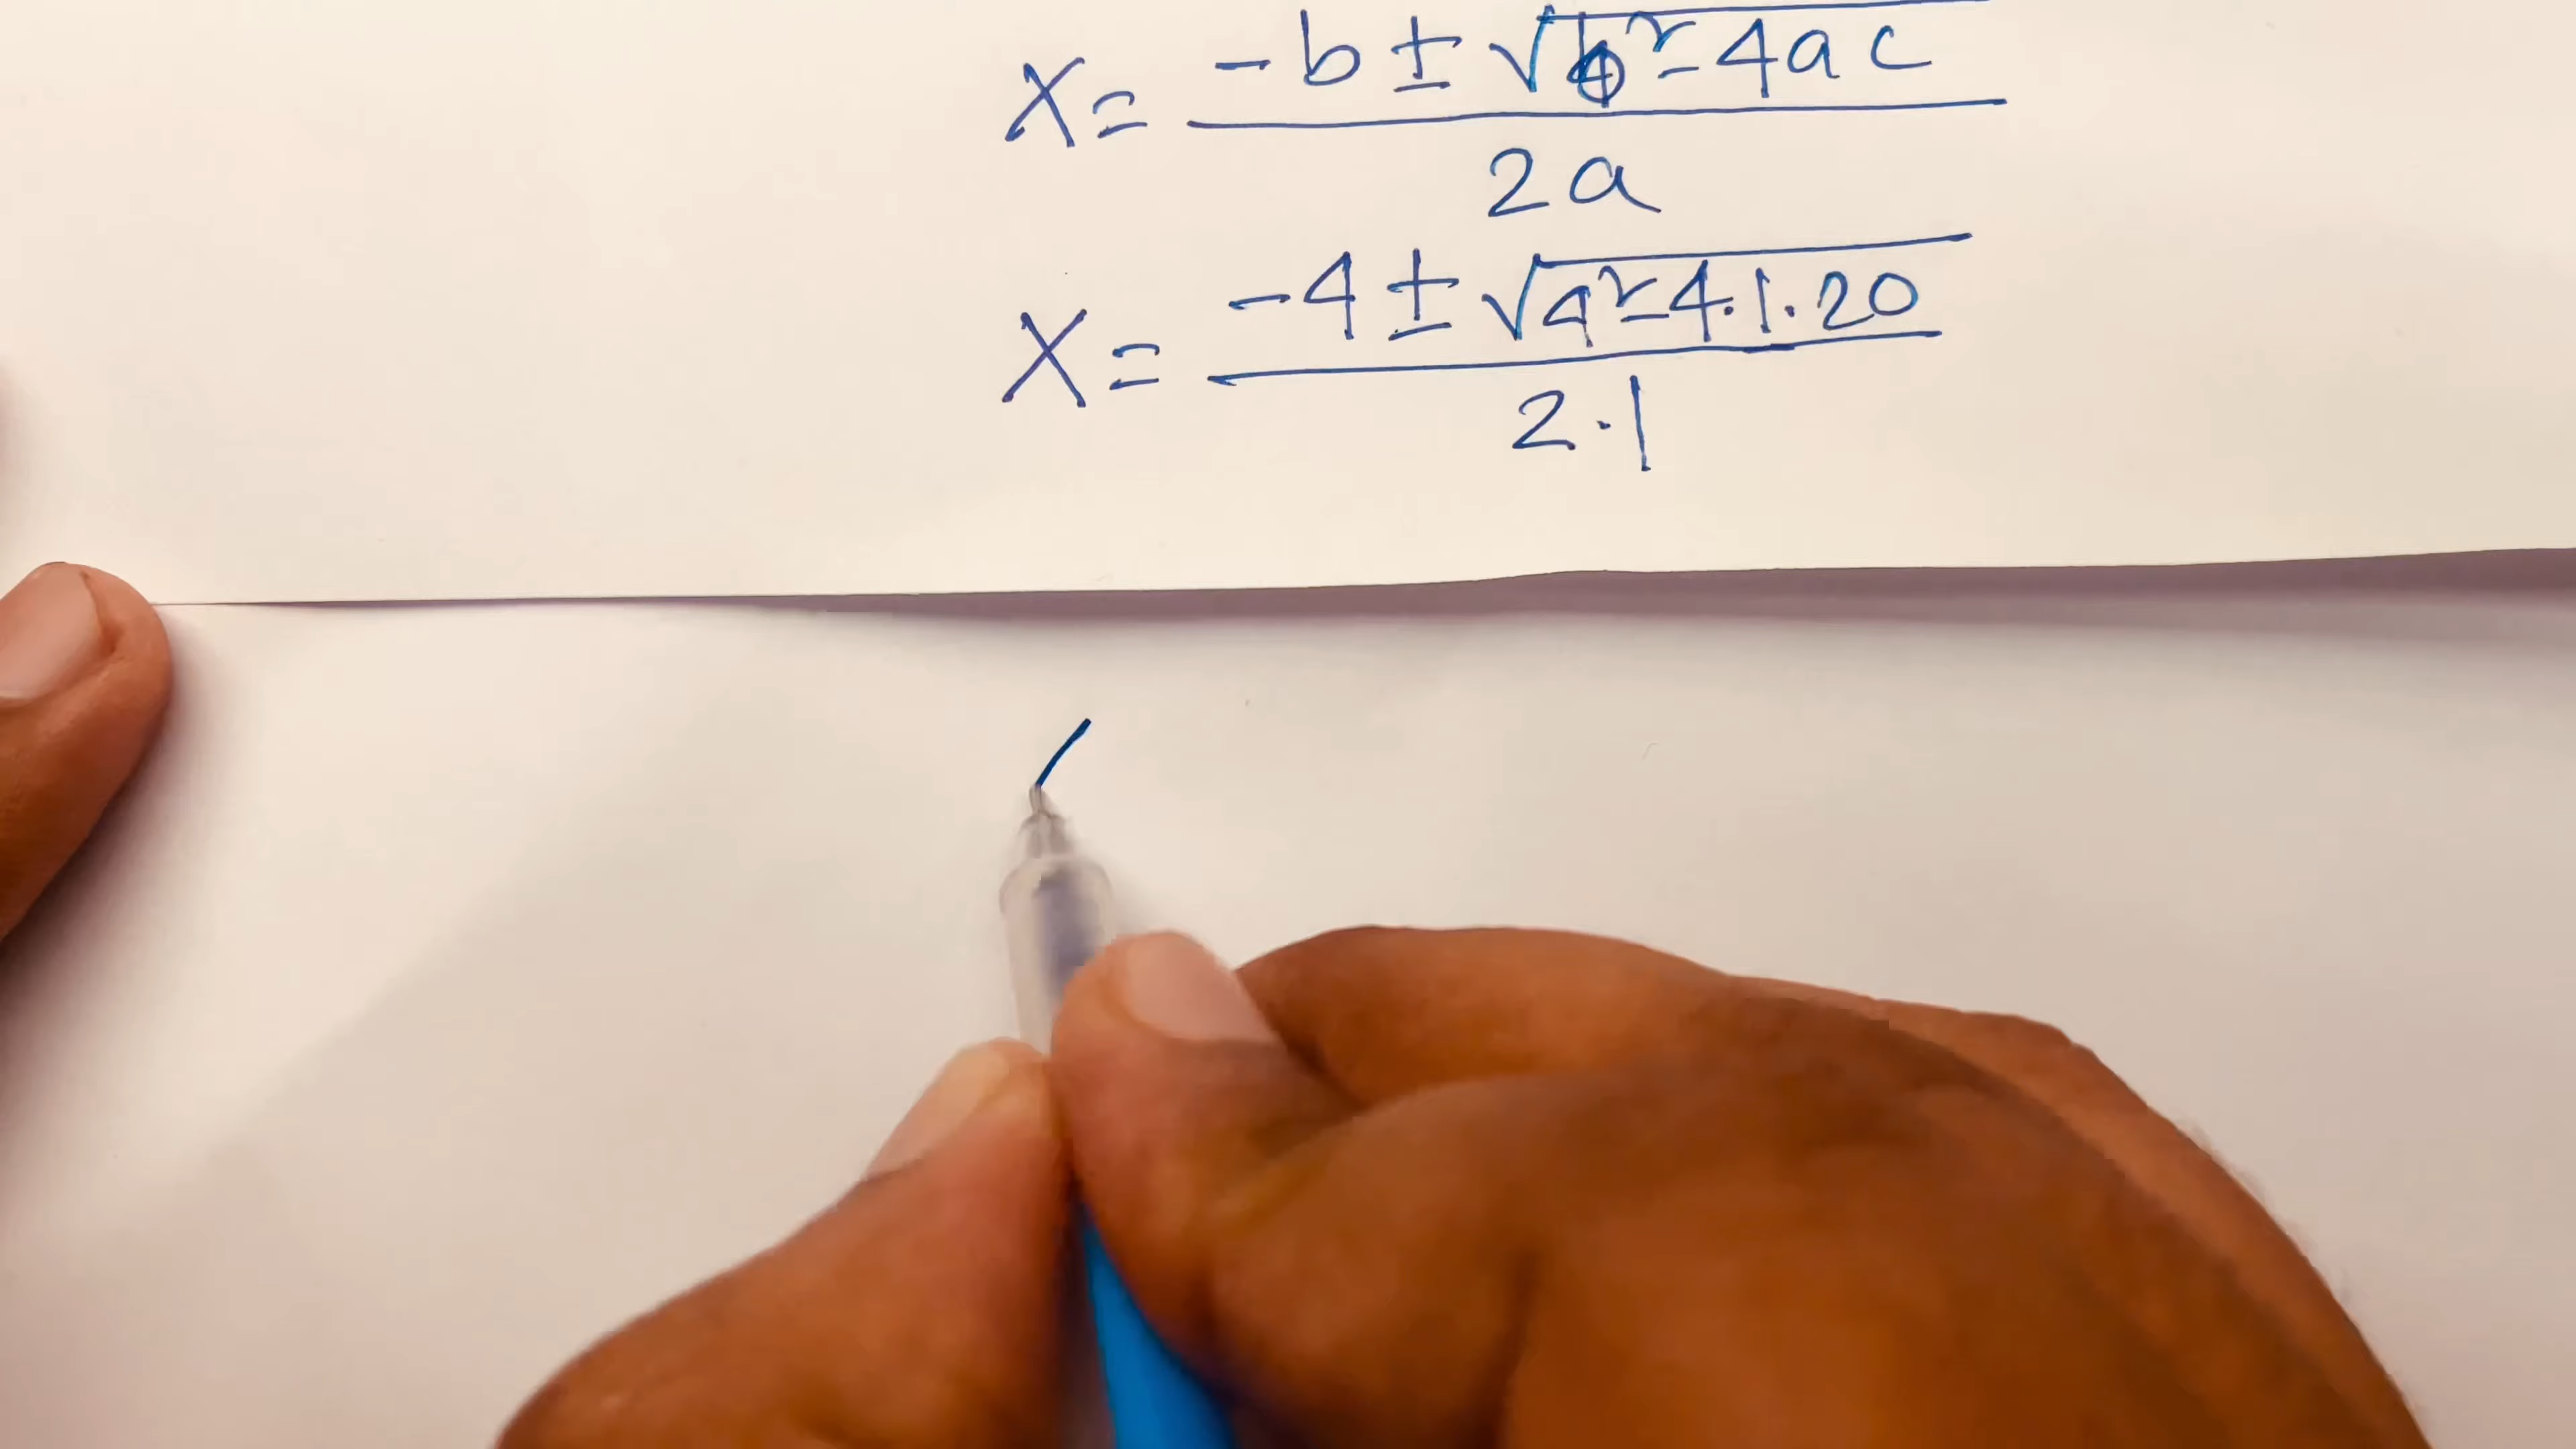 X = -b ± √b² - 4ac / 2a
X = -4 ± √4² - 4.1.20 / 2.1